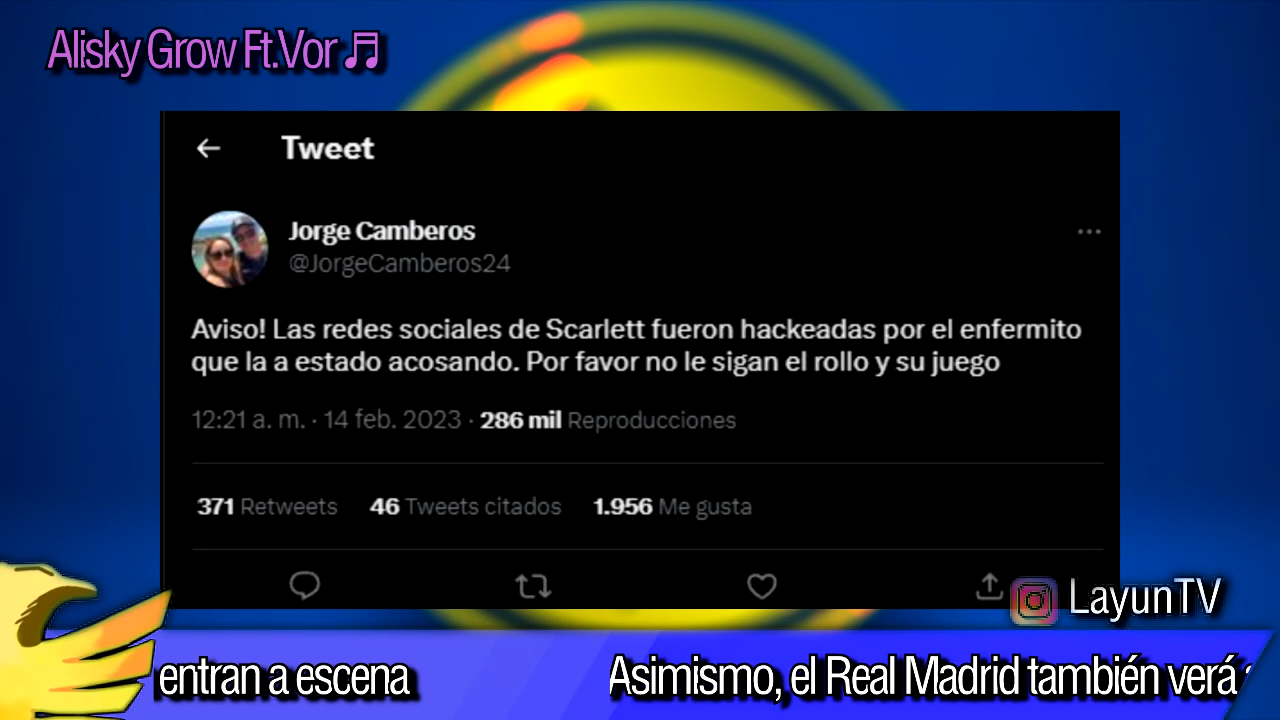 Alisky Grow Ft.Vor ♫
Tweet
Jorge Camberos
@JorgeCamberos24
Aviso! Las redes sociales de Scarlett fueron hackeadas por el enfermito
que la a estado acosando. Por favor no le sigan el rollo y su juego
12:21 a. m. · 14 feb. 2023 · 286 mil Reproducciones
371 Retweets 46 Tweets citados 1.956 Me gusta
LayunTV
entran a escena Asimismo, el Real Madrid también verá